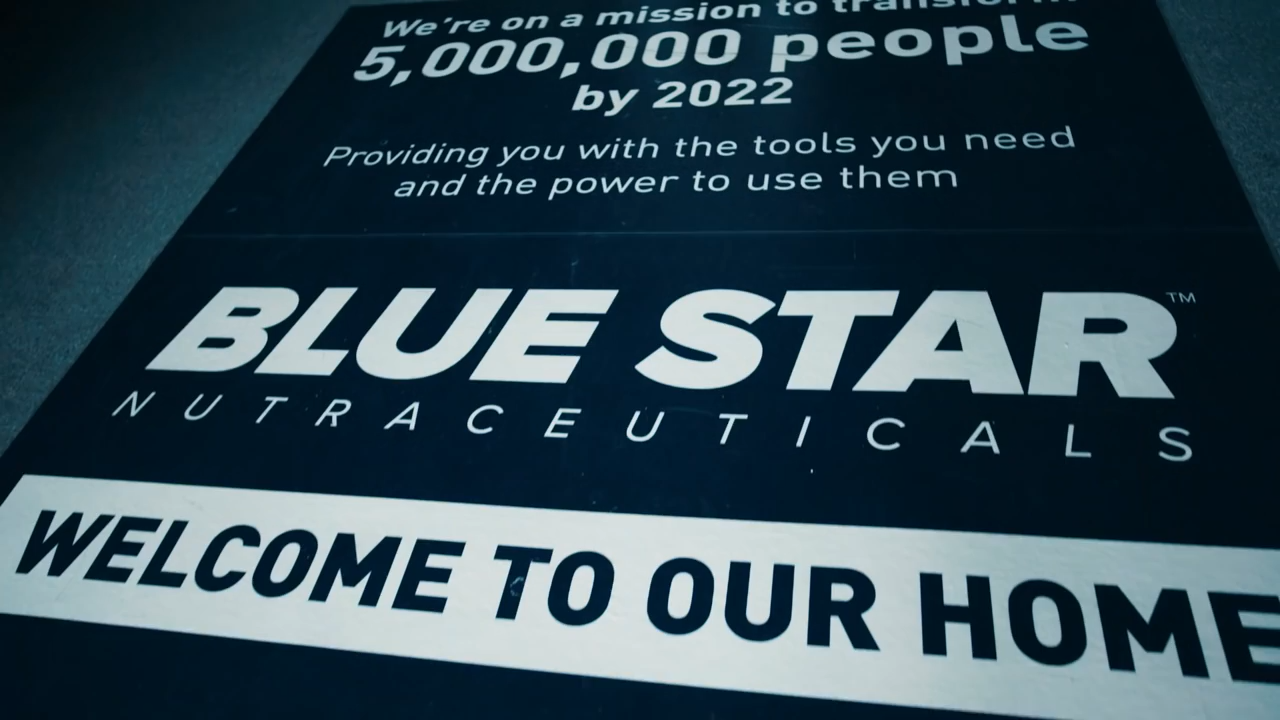 We're on a mission to transform
5,000,000 people
by 2022
Providing you with the tools you need
and the power to use them
BLUE STAR™
NUTRACEUTICALS
WELCOME TO OUR HOME